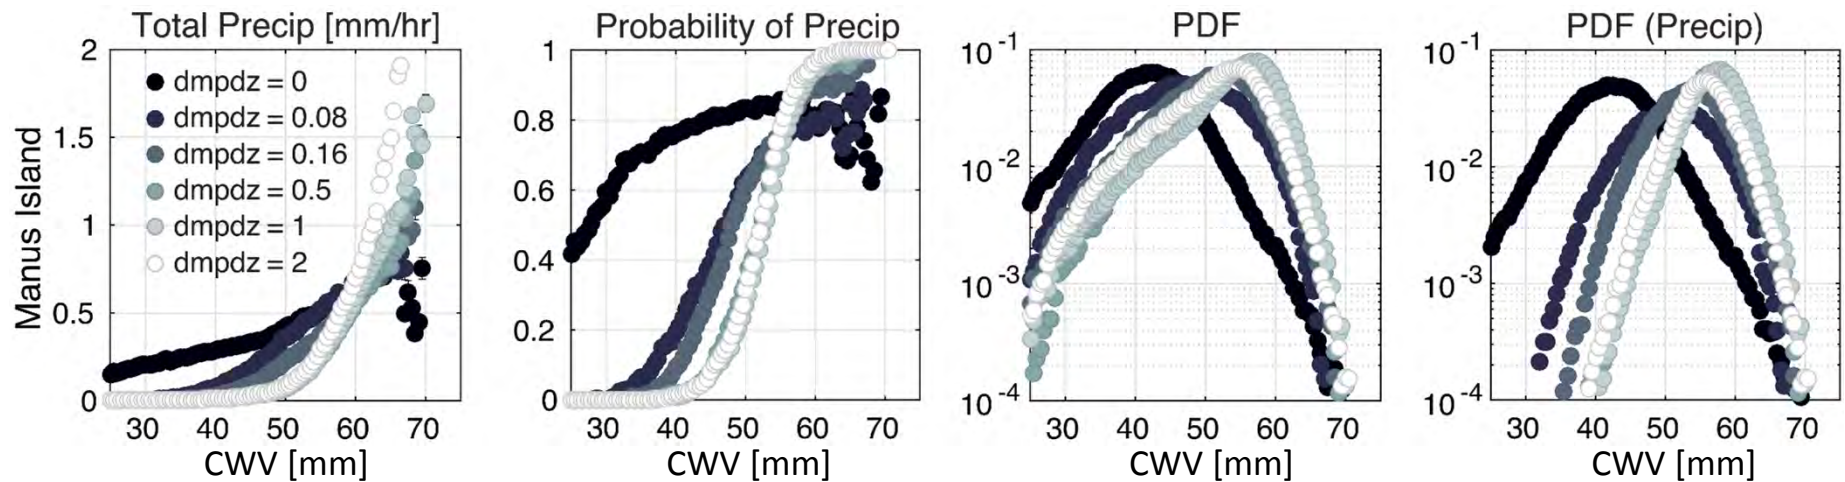 Total Precip [mm/hr]
Probability of Precip
PDF
PDF (Precip)
Manus Island
2
1.5
1
0.5
0
dmpdz = 0
dmpdz = 0.08
dmpdz = 0.16
dmpdz = 0.5
dmpdz = 1
dmpdz = 2
30 40 50 60 70
CWV [mm]
1
0.8
0.6
0.4
0.2
0
30 40 50 60 70
CWV [mm]
10⁻¹
10⁻²
10⁻³
10⁻⁴
30 40 50 60 70
CWV [mm]
10⁻¹
10⁻²
10⁻³
10⁻⁴
30 40 50 60 70
CWV [mm]